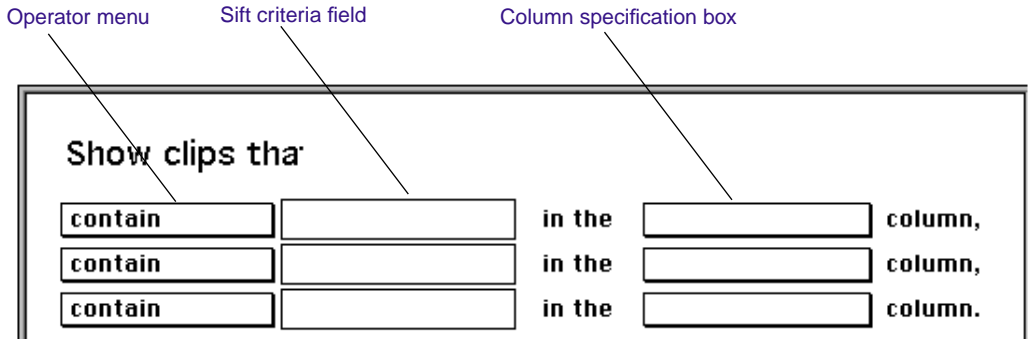 Operator menu Sift criteria field Column specification box
Show clips tha
contain in the column,
contain in the column,
contain in the column.